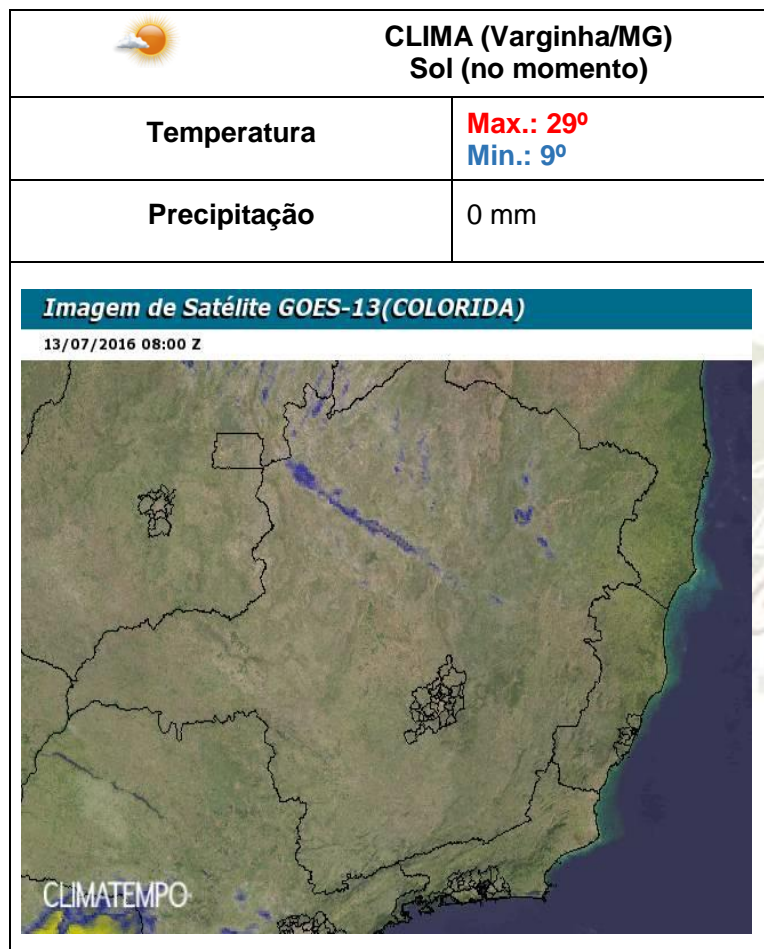 CLIMA (Varginha/MG)
Sol (no momento)
Temperatura
Max.: 29º
Min.: 9º
Precipitação
0 mm
Imagem de Satélite GOES-13(COLORIDA)
13/07/2016 08:00 Z
CLIMATEMPO